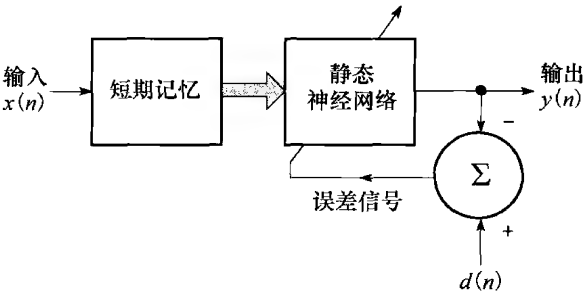 输入
x(n)
短期记忆
静态
神经网络
输出
y(n)
−
Σ
误差信号
+
d(n)